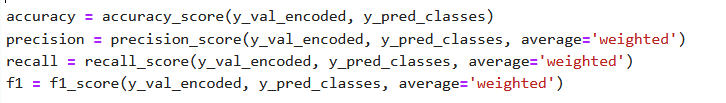 accuracy = accuracy_score(y_val_encoded, y_pred_classes)
precision = precision_score(y_val_encoded, y_pred_classes, average='weighted')
recall = recall_score(y_val_encoded, y_pred_classes, average='weighted')
f1 = f1_score(y_val_encoded, y_pred_classes, average='weighted')